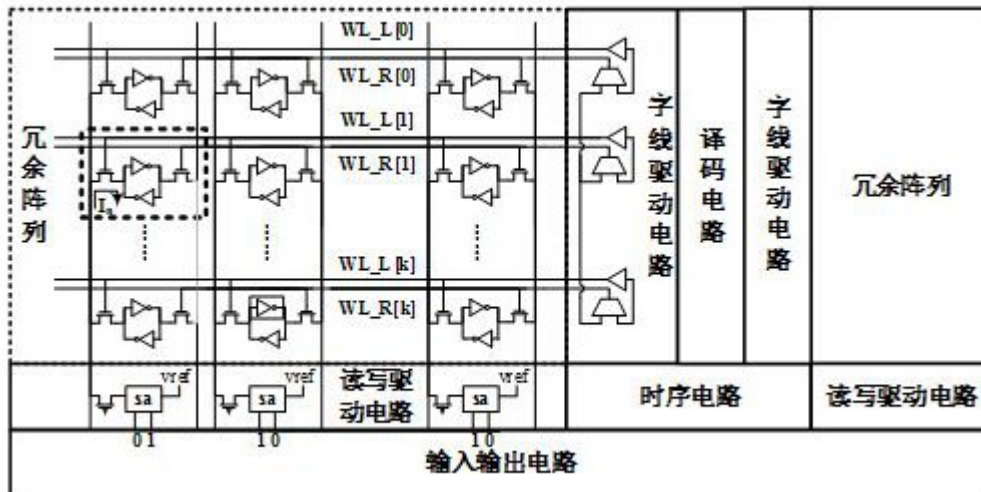 WL_L[0]
WL_R[0]
WL_L[1]
WL_R[1]
WL_L[k]
WL_R[k]
冗余阵列
字线驱动电路
译码电路
字线驱动电路
冗余阵列
vref
vref
vref
sa
sa
sa
0 1
1 0
1 0
读写驱动电路
时序电路
读写驱动电路
输入输出电路